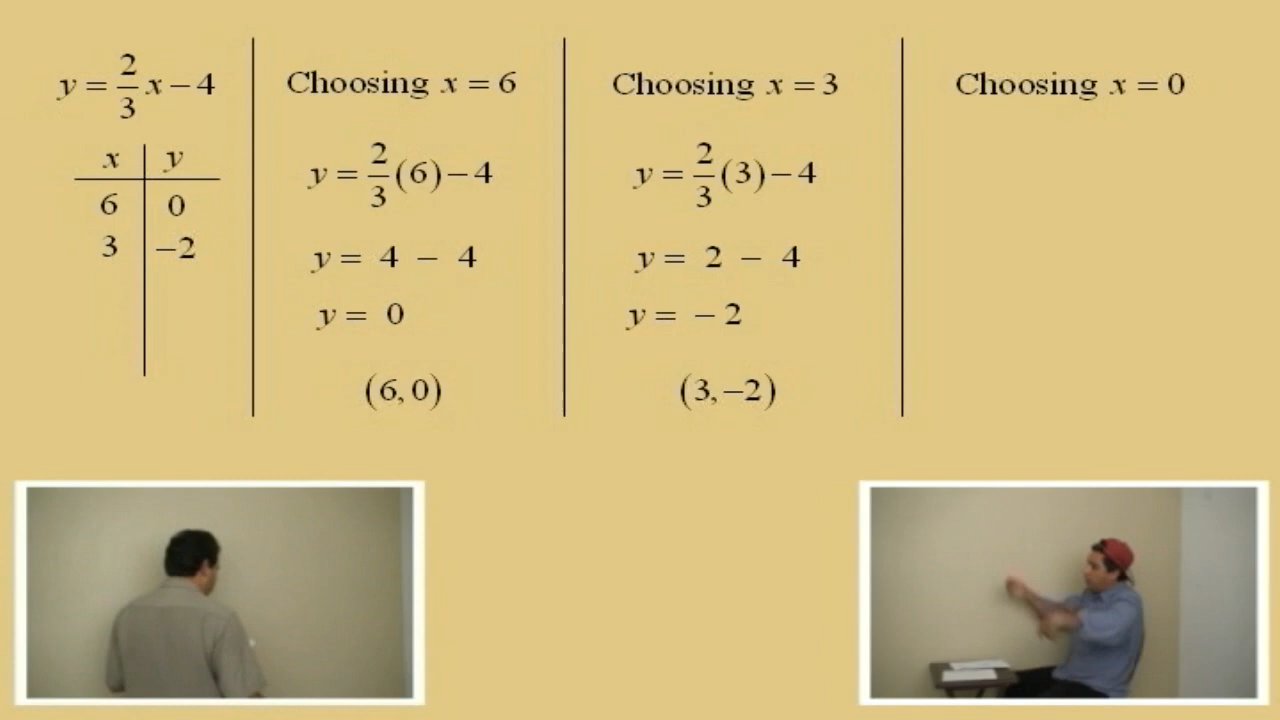 y = 2/3 x − 4
x y
6 0
3 −2
Choosing x = 6
y = 2/3 (6) − 4
y = 4 − 4
y = 0
(6, 0)
Choosing x = 3
y = 2/3 (3) − 4
y = 2 − 4
y = − 2
(3, −2)
Choosing x = 0